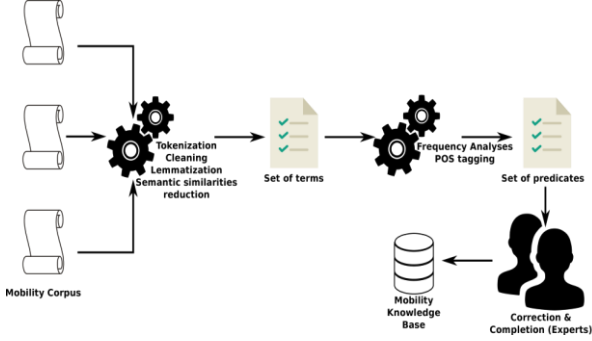 Tokenization
Cleaning
Lemmatization
Semantic similarities
reduction
Set of terms
Frequency Analyses
POS tagging
Set of predicates
Mobility Corpus
Mobility
Knowledge
Base
Correction &
Completion (Experts)